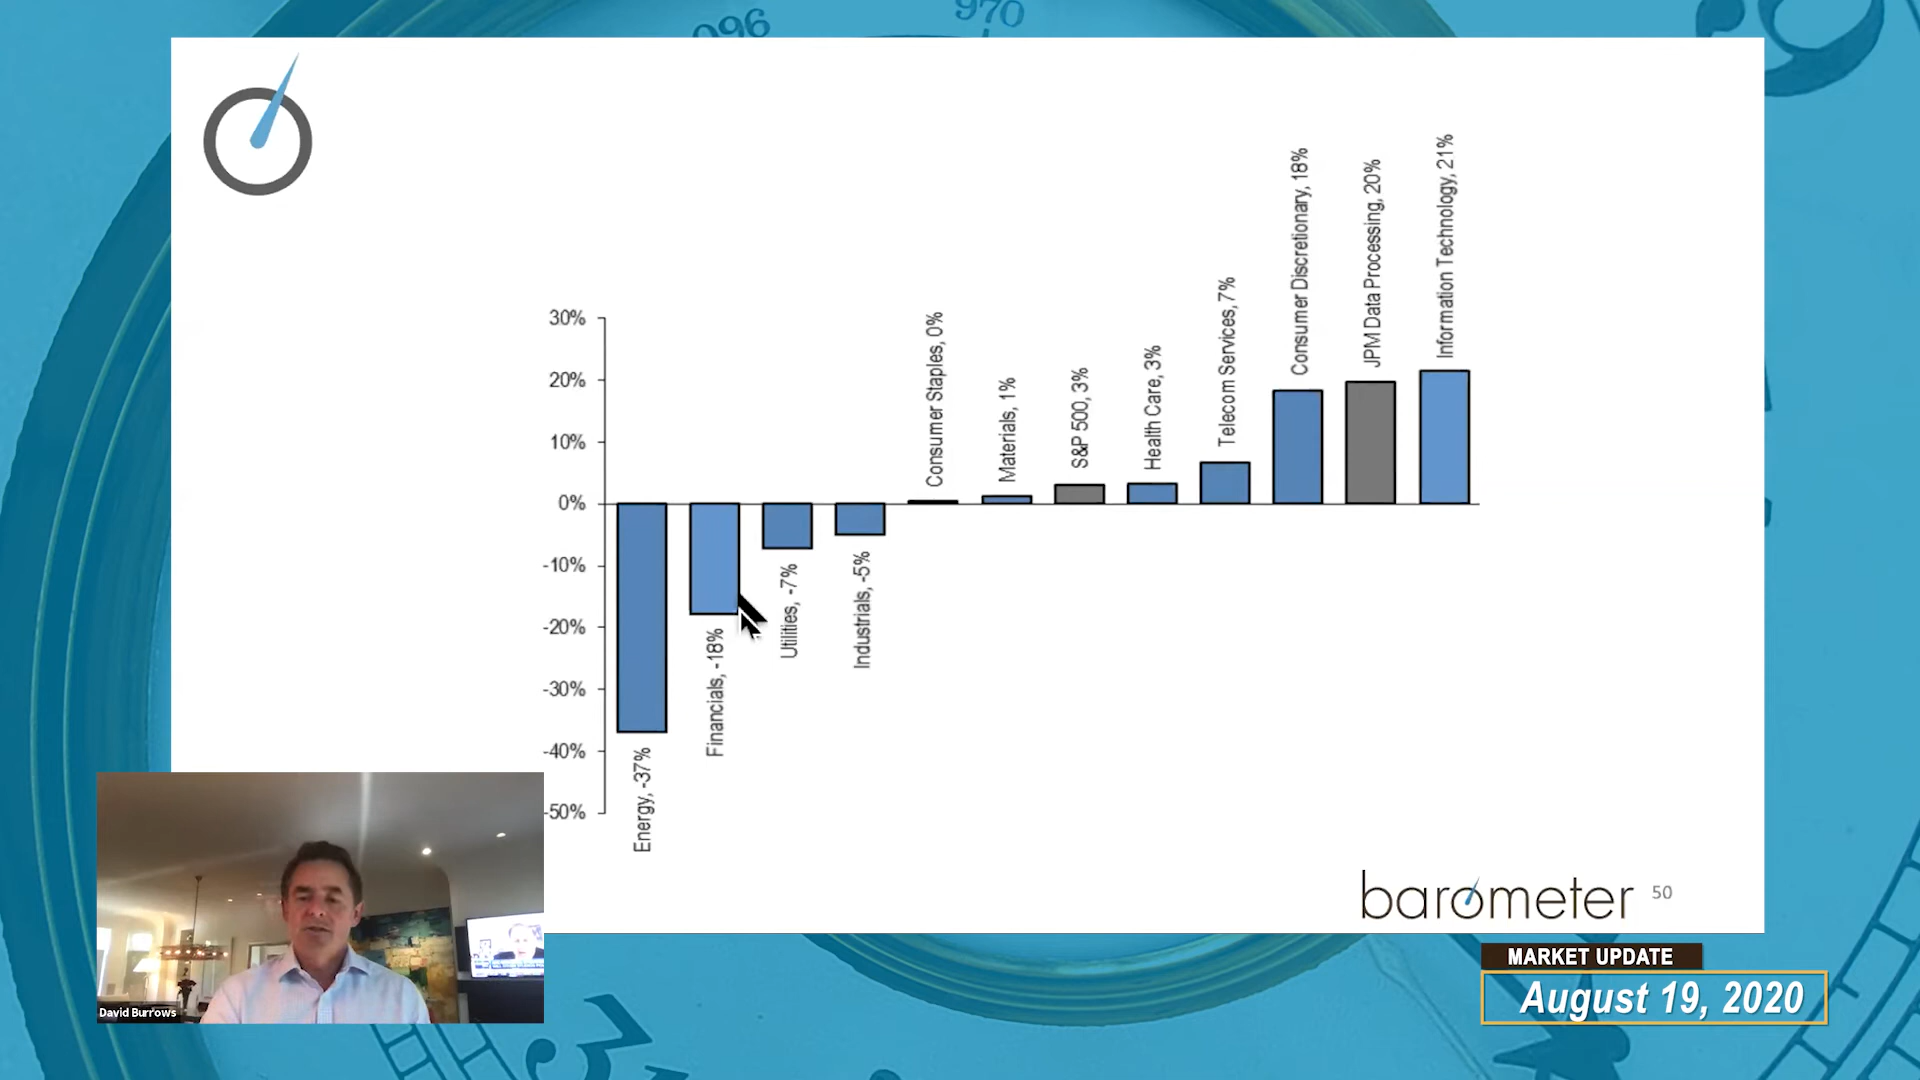 960
970
30%
20%
10%
0%
-10%
-20%
-30%
-40%
-50%
Energy, -37%
Financials, -18%
Utilities, -7%
Industrials, -5%
Consumer Staples, 0%
Materials, 1%
S&P 500, 3%
Health Care, 3%
Telecom Services, 7%
Consumer Discretionary, 18%
JPM Data Processing, 20%
Information Technology, 21%
barometer
50
David Burrows
MARKET UPDATE
August 19, 2020